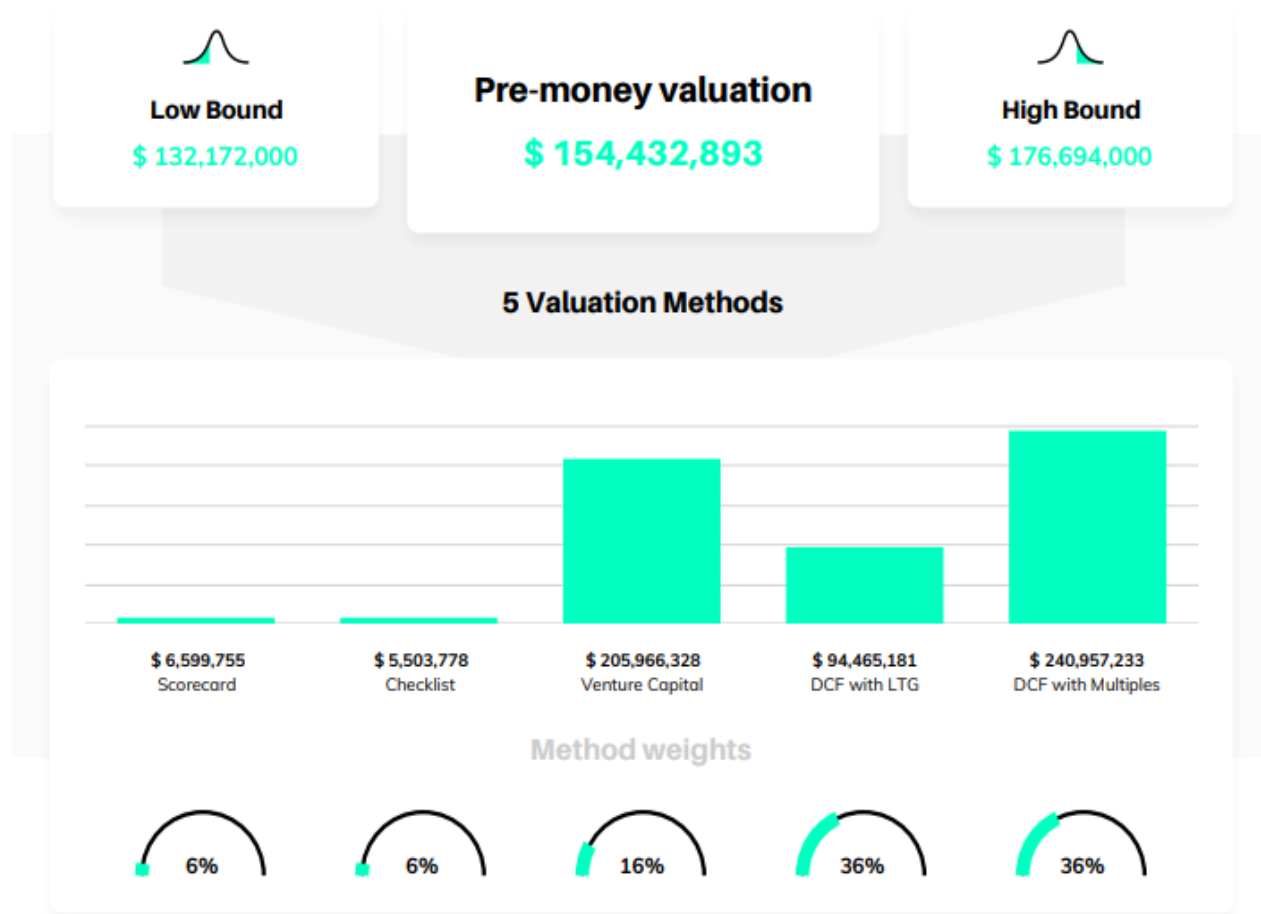 Low Bound
$ 132,172,000
Pre-money valuation
$ 154,432,893
High Bound
$ 176,694,000
5 Valuation Methods
$ 6,599,755
Scorecard
$ 5,503,778
Checklist
$ 205,966,328
Venture Capital
$ 94,465,181
DCF with LTG
$ 240,957,233
DCF with Multiples
Method weights
6%
6%
16%
36%
36%